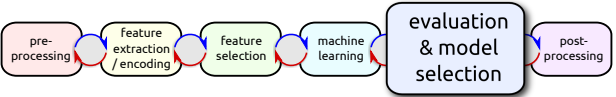 pre-
processing
feature
extraction
/ encoding
feature
selection
machine
learning
evaluation
& model
selection
post-
processing